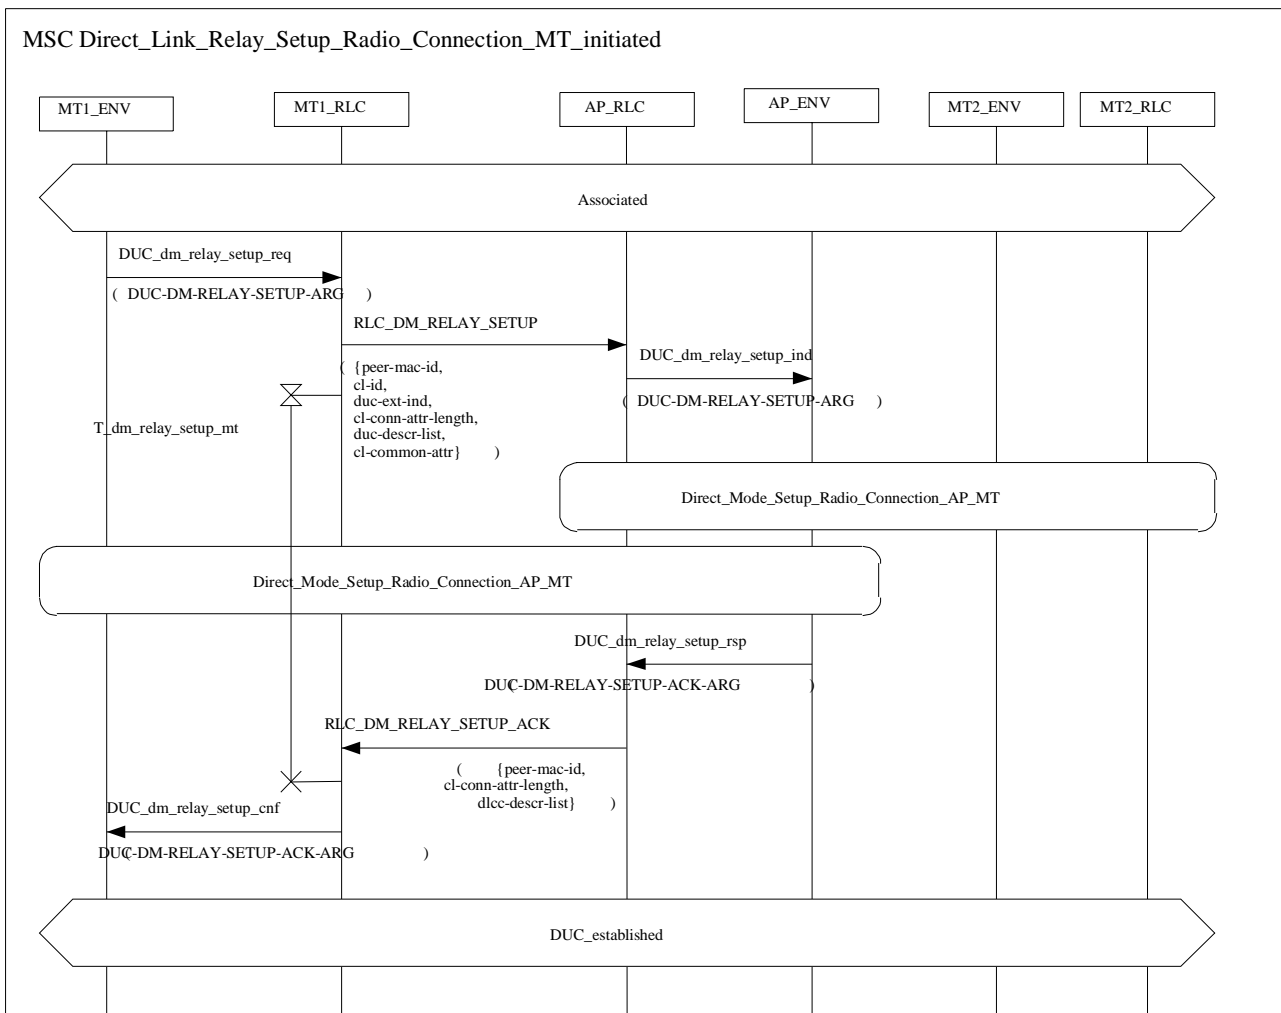 MSC Direct_Link_Relay_Setup_Radio_Connection_MT_initiated
MT1_ENV
MT1_RLC
AP_RLC
AP_ENV
MT2_ENV
MT2_RLC
Associated
DUC_dm_relay_setup_req
( DUC-DM-RELAY-SETUP-ARG )
RLC_DM_RELAY_SETUP
( {peer-mac-id,
cl-id,
duc-ext-ind,
cl-conn-attr-length,
duc-descr-list,
cl-common-attr} )
DUC_dm_relay_setup_ind
( DUC-DM-RELAY-SETUP-ARG )
T_dm_relay_setup_mt
Direct_Mode_Setup_Radio_Connection_AP_MT
Direct_Mode_Setup_Radio_Connection_AP_MT
DUC_dm_relay_setup_rsp
( DUC-DM-RELAY-SETUP-ACK-ARG )
RLC_DM_RELAY_SETUP_ACK
( {peer-mac-id,
cl-conn-attr-length,
dlcc-descr-list} )
DUC_dm_relay_setup_cnf
( DUC-DM-RELAY-SETUP-ACK-ARG )
DUC_established